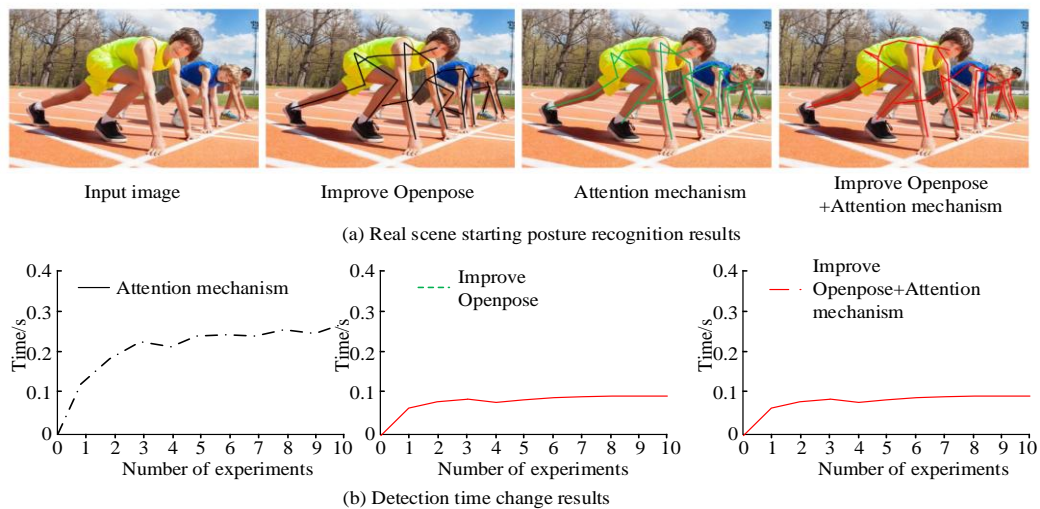 Input image
Improve Openpose
Attention mechanism
Improve Openpose
+Attention mechanism
(a) Real scene starting posture recognition results
0.4
0.3
0.2
0.1
0
Time/s
Attention mechanism
0 1 2 3 4 5 6 7 8 9 10
Number of experiments
0.4
0.3
0.2
0.1
0
Time/s
Improve
Openpose
0 1 2 3 4 5 6 7 8 9 10
Number of experiments
0.4
0.3
0.2
0.1
0
Time/s
Improve
Openpose+Attention
mechanism
0 1 2 3 4 5 6 7 8 9 10
Number of experiments
(b) Detection time change results